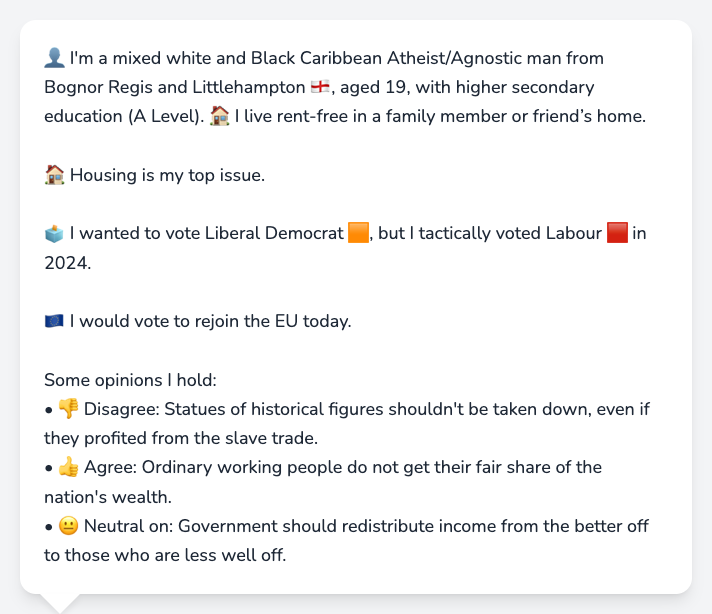 👤 I'm a mixed white and Black Caribbean Atheist/Agnostic man from
Bognor Regis and Littlehampton 🏴󠁧󠁢󠁥󠁮󠁧󠁿, aged 19, with higher secondary
education (A Level). 🏠 I live rent-free in a family member or friend’s home.
🏠 Housing is my top issue.
🗳️ I wanted to vote Liberal Democrat 🟧, but I tactically voted Labour 🟥 in
2024.
🇪🇺 I would vote to rejoin the EU today.
Some opinions I hold:
• 👎 Disagree: Statues of historical figures shouldn't be taken down, even if
they profited from the slave trade.
• 👍 Agree: Ordinary working people do not get their fair share of the
nation's wealth.
• 😐 Neutral on: Government should redistribute income from the better off
to those who are less well off.